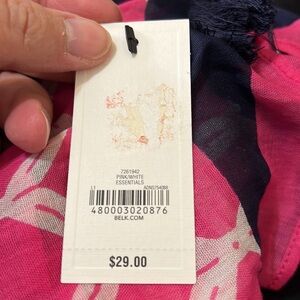 7261942
PINK/WHITE
ESSENTIALS
480003020876
BELK.COM
$29.00